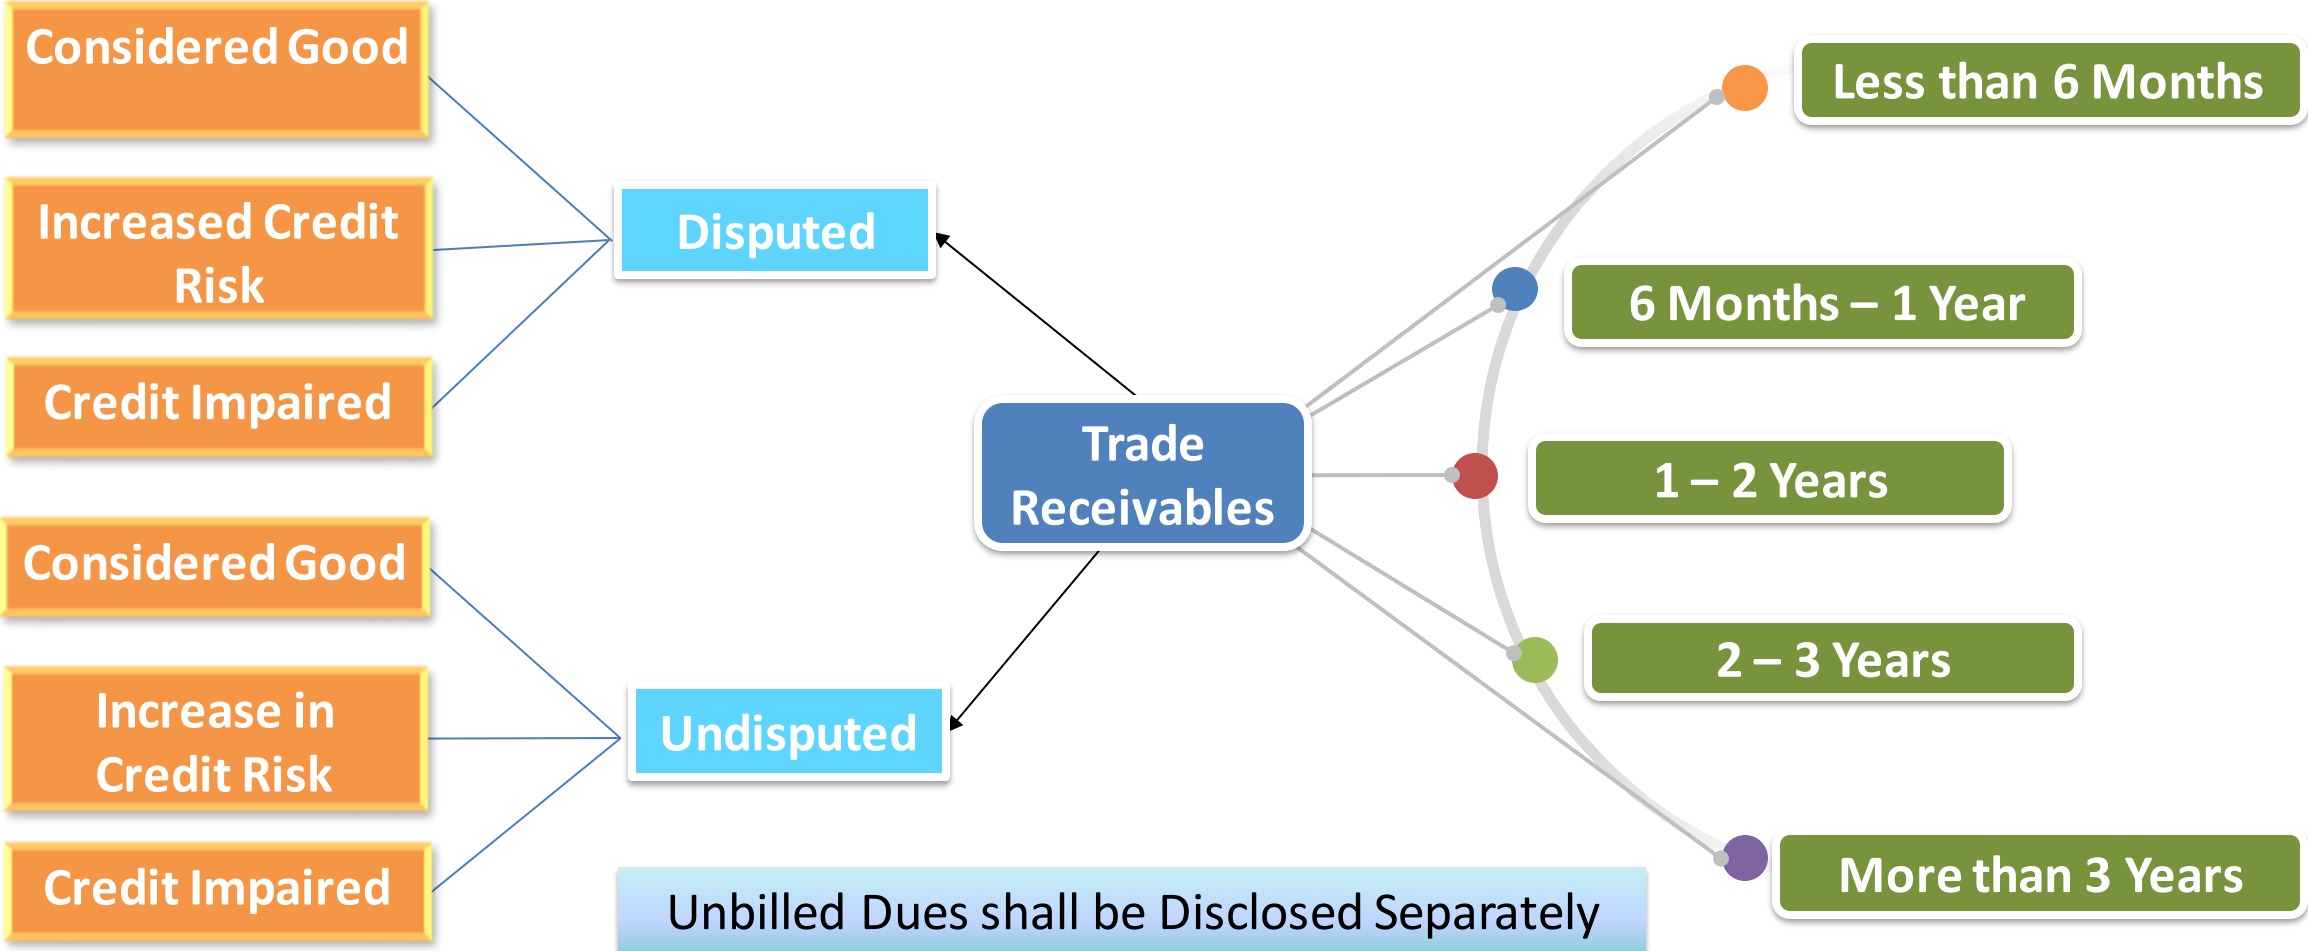 Considered Good
Increased Credit
Risk
Credit Impaired
Considered Good
Increase in
Credit Risk
Credit Impaired
Disputed
Undisputed
Trade
Receivables
Less than 6 Months
6 Months – 1 Year
1 – 2 Years
2 – 3 Years
More than 3 Years
Unbilled Dues shall be Disclosed Separately